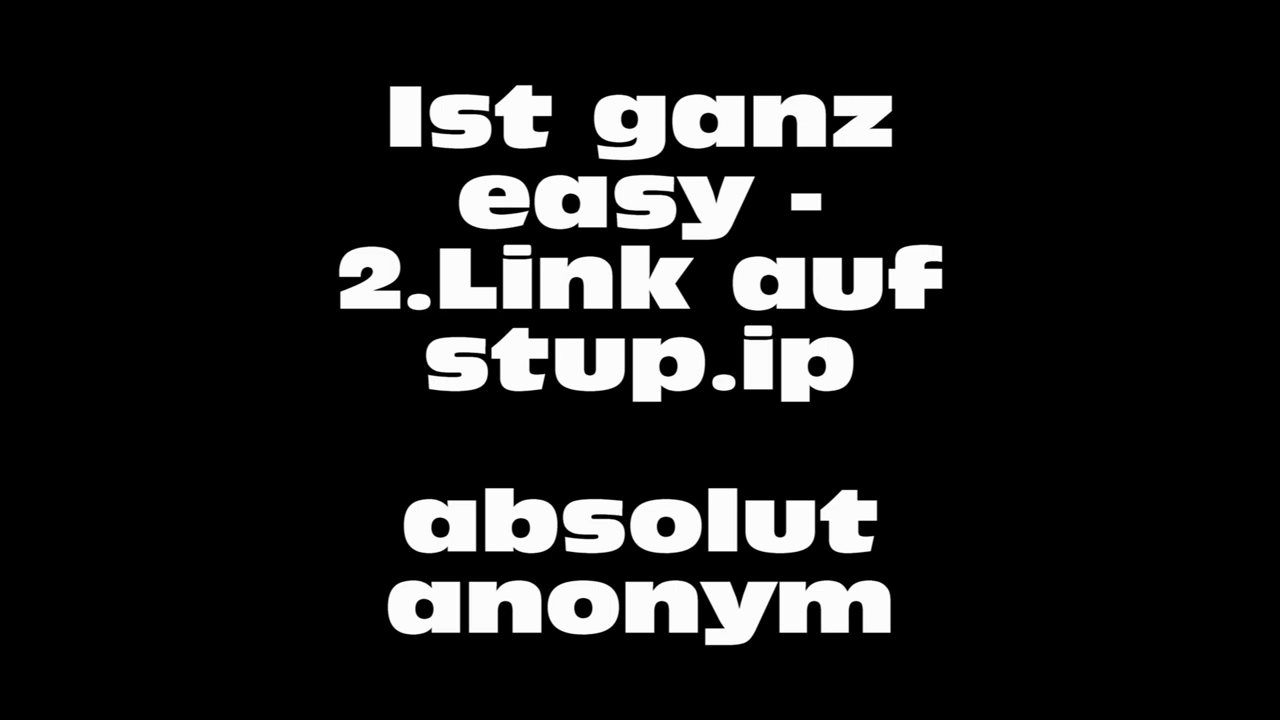 Ist ganz
easy -
2.Link auf
stup.ip

absolut
anonym